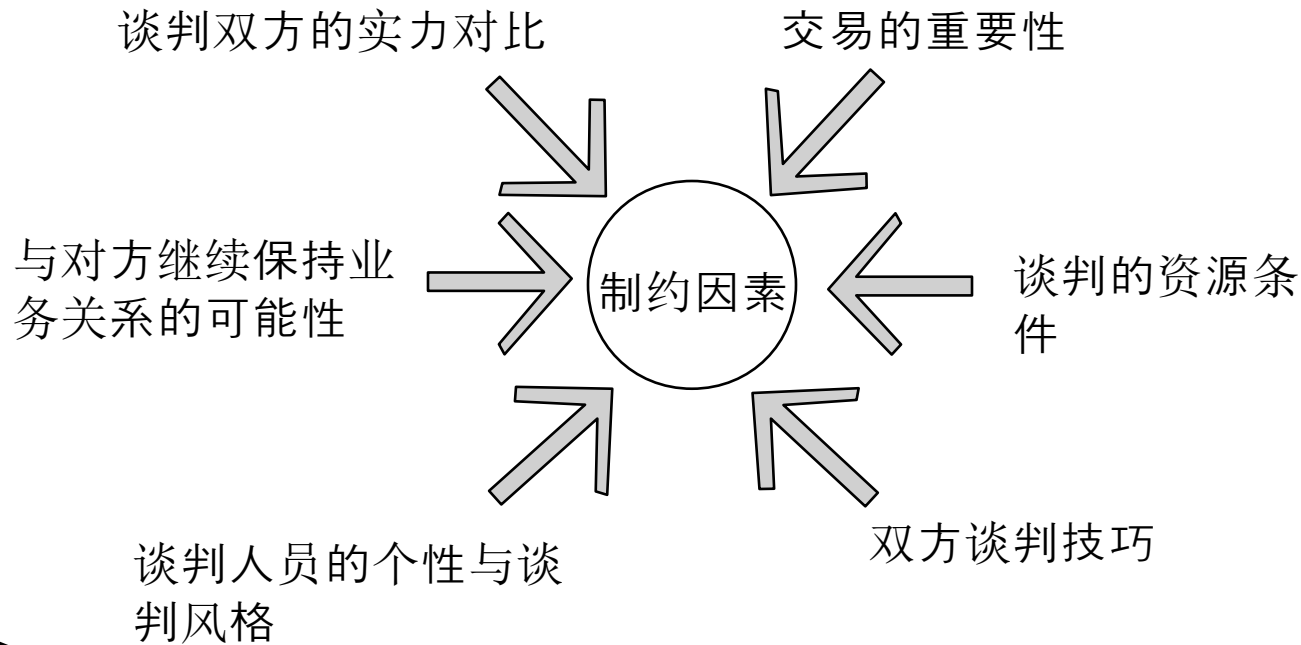 谈判双方的实力对比
交易的重要性
与对方继续保持业
务关系的可能性
制约因素
谈判的资源条
件
双方谈判技巧
谈判人员的个性与谈
判风格